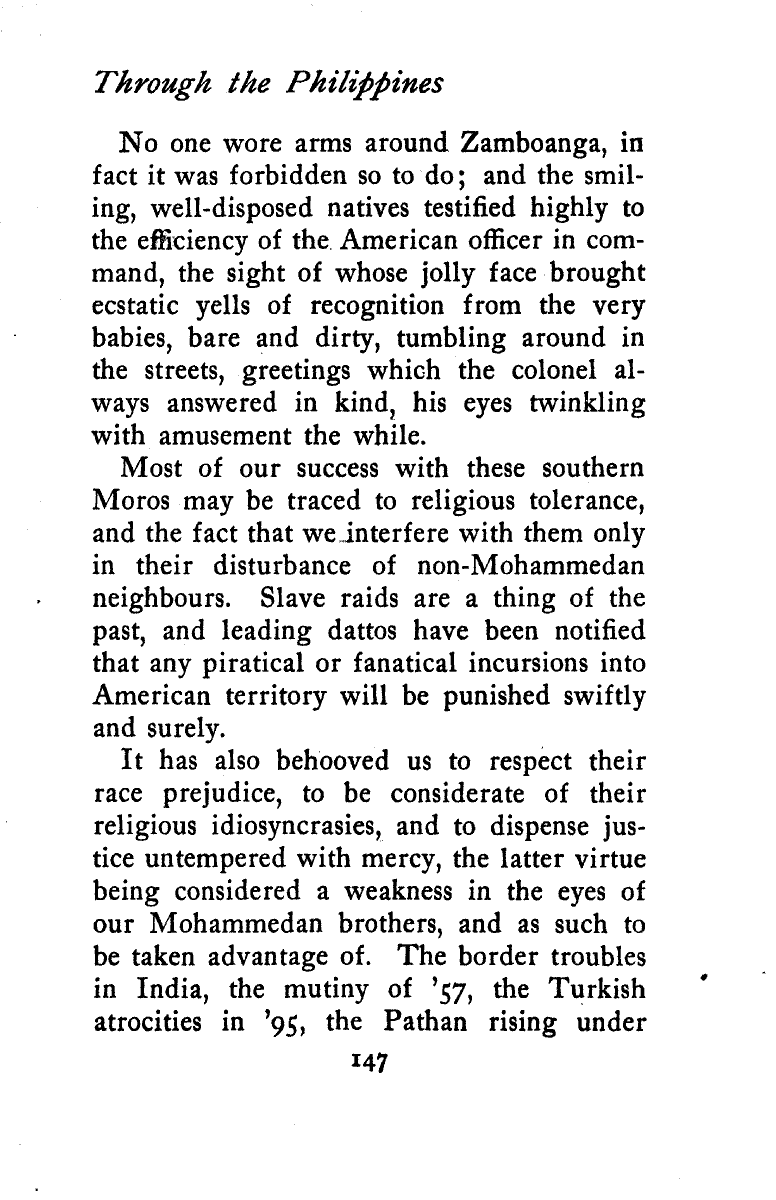 Through the Philippines
No one wore arms around Zamboanga, in
fact it was forbidden so to do; and the smil-
ing, well-disposed natives testified highly to
the efficiency of the American officer in com-
mand, the sight of whose jolly face brought
ecstatic yells of recognition from the very
babies, bare and dirty, tumbling around in
the streets, greetings which the colonel al-
ways answered in kind, his eyes twinkling
with amusement the while.
Most of our success with these southern
Moros may be traced to religious tolerance,
and the fact that we interfere with them only
in their disturbance of non-Mohammedan
neighbours. Slave raids are a thing of the
past, and leading dattos have been notified
that any piratical or fanatical incursions into
American territory will be punished swiftly
and surely.
It has also behooved us to respect their
race prejudice, to be considerate of their
religious idiosyncrasies, and to dispense jus-
tice untempered with mercy, the latter virtue
being considered a weakness in the eyes of
our Mohammedan brothers, and as such to
be taken advantage of. The border troubles
in India, the mutiny of '57, the Turkish
atrocities in '95, the Pathan rising under
147